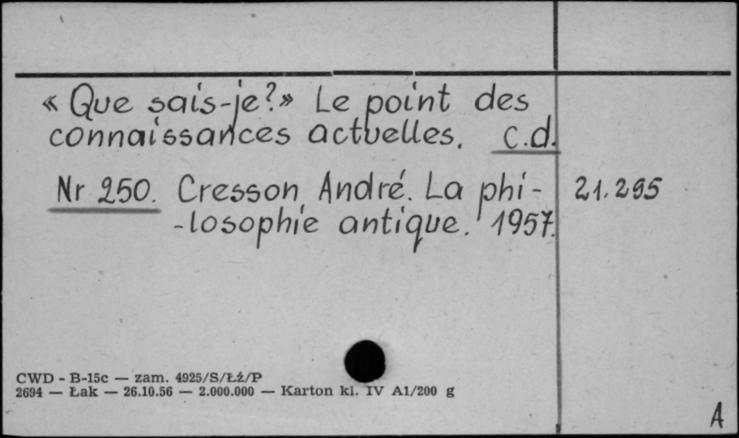 « Que sais-je?» Le point des
connaissances actuelles. c.d.
Nr 250. Cresson, André. La phi- 21.295
-losophie antique. 1957.
CWD - B-15c — zam. 4925/S/Łź/P
2694 — Łak — 26.10.56 — 2.000.000 — Karton kl. IV A1/200 g
A